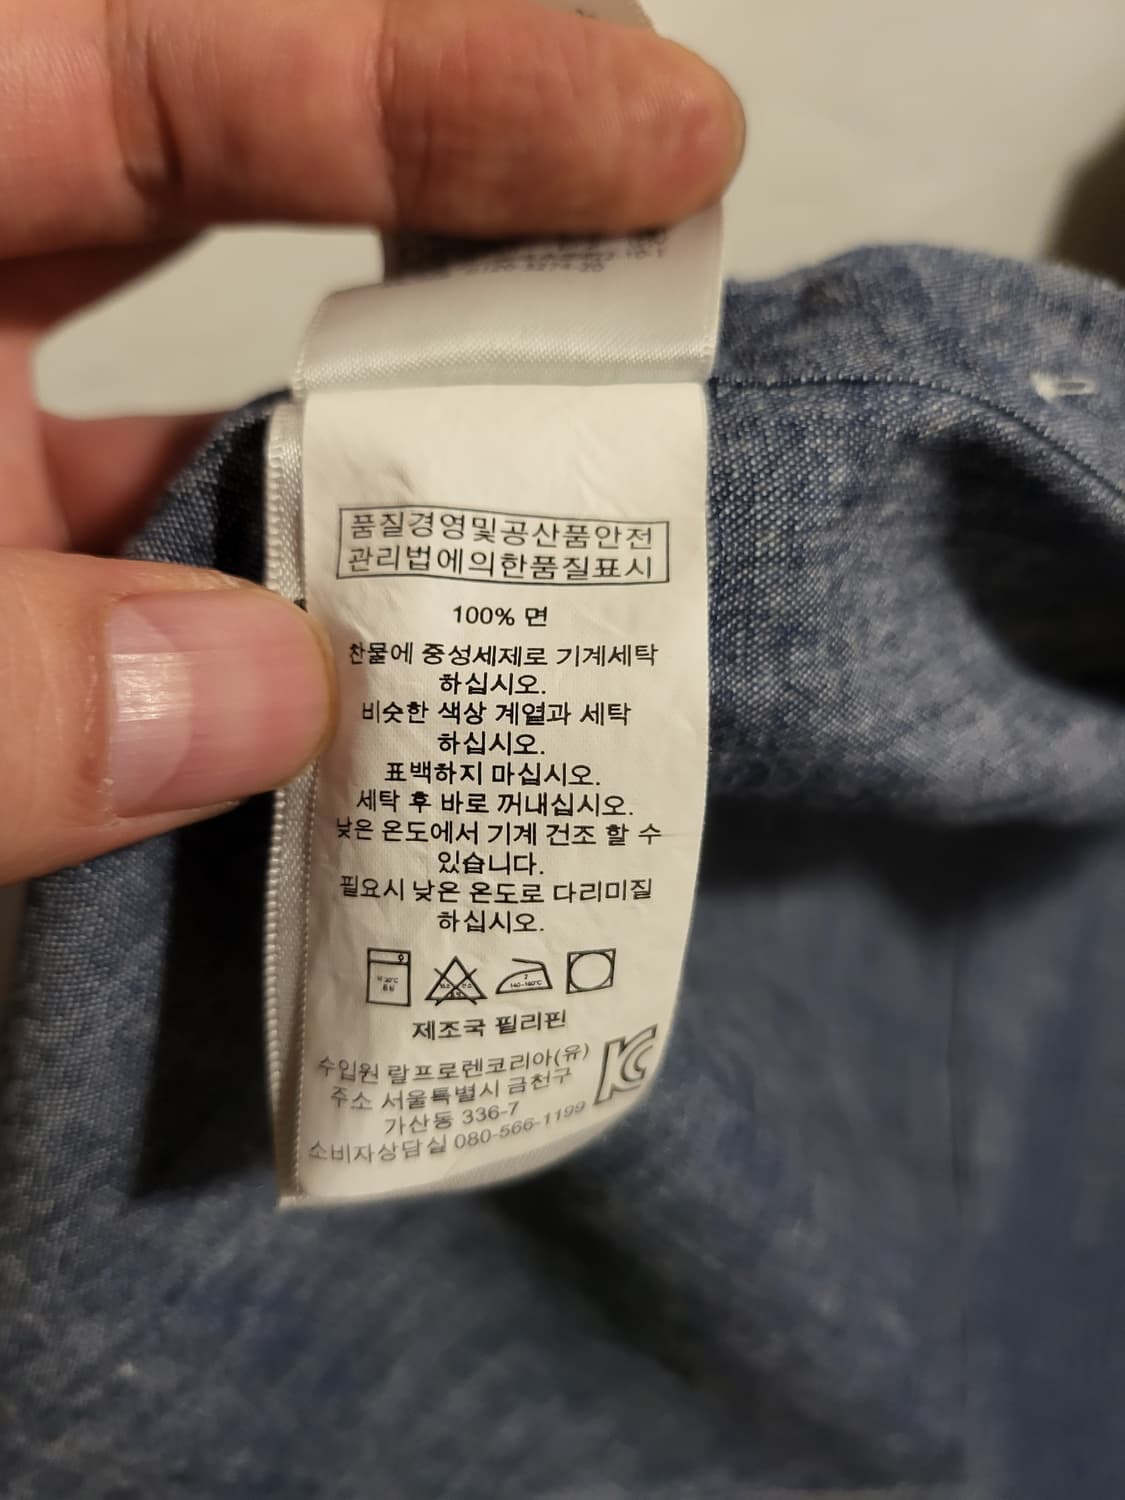 품질경영및공산품안전
관리법에의한품질표시
100% 면
찬물에 중성세제로 기계세탁
하십시오.
비슷한 색상 계열과 세탁
하십시오.
표백하지 마십시오.
세탁 후 바로 꺼내십시오.
낮은 온도에서 기계 건조 할 수
있습니다.
필요시 낮은 온도로 다리미질
하십시오.
제조국 필리핀
수입원 랄프로렌코리아(유)
주소 서울특별시 금천구
가산동 336-7
소비자상담실 080-566-1199
KC